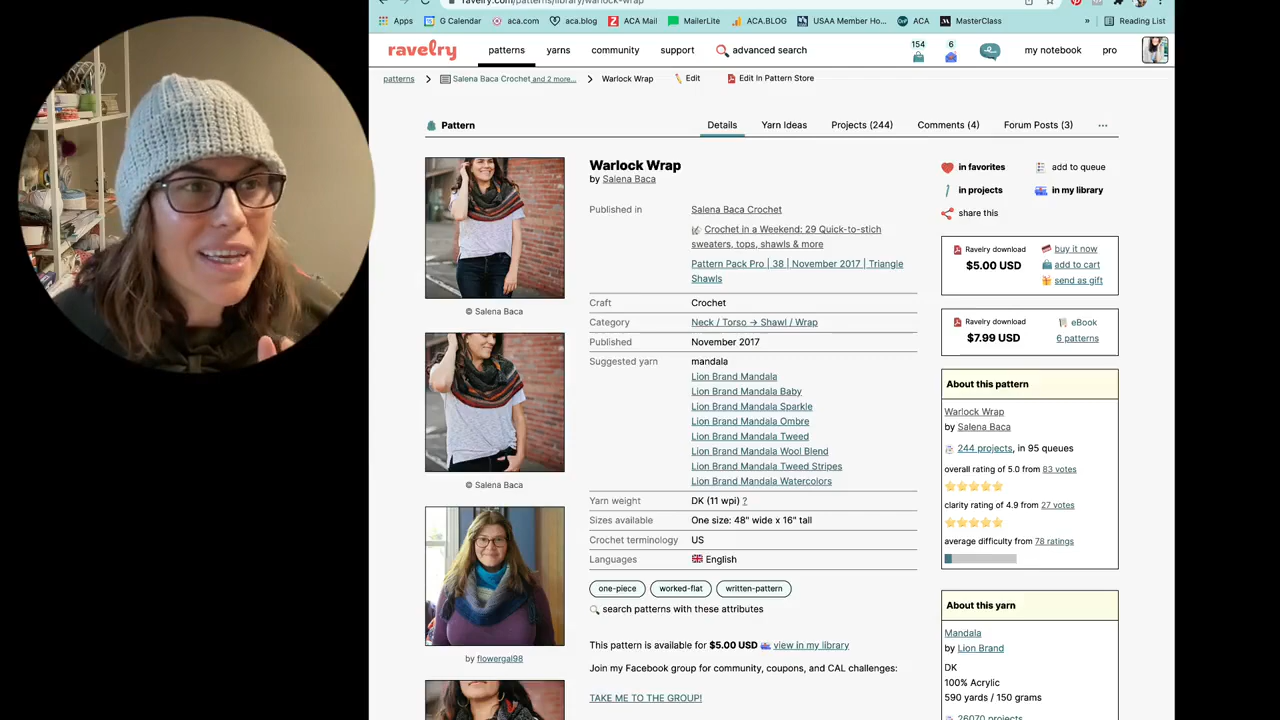 ravelry.com/patterns/library/warlock-wrap
Apps G Calendar aca.com aca.blog ACA Mail MailerLite ACA.BLOG USAA Member Ho... ACA MasterClass » Reading List
ravelry patterns yarns community support advanced search 154 6 my notebook pro
patterns Salena Baca Crochet and 2 more... Warlock Wrap Edit Edit In Pattern Store
Pattern Details Yarn Ideas Projects (244) Comments (4) Forum Posts (3) ...
© Salena Baca
© Salena Baca
by flowergal98
Warlock Wrap
by Salena Baca
Published in Salena Baca Crochet
Crochet in a Weekend: 29 Quick-to-stich
sweaters, tops, shawls & more
Pattern Pack Pro | 38 | November 2017 | Triangle
Shawls
Craft Crochet
Category Neck / Torso → Shawl / Wrap
Published November 2017
Suggested yarn mandala
Lion Brand Mandala
Lion Brand Mandala Baby
Lion Brand Mandala Sparkle
Lion Brand Mandala Ombre
Lion Brand Mandala Tweed
Lion Brand Mandala Wool Blend
Lion Brand Mandala Tweed Stripes
Lion Brand Mandala Watercolors
Yarn weight DK (11 wpi) ?
Sizes available One size: 48" wide x 16" tall
Crochet terminology US
Languages English
one-piece worked-flat written-pattern
search patterns with these attributes
This pattern is available for $5.00 USD view in my library
Join my Facebook group for community, coupons, and CAL challenges:
TAKE ME TO THE GROUP!
in favorites add to queue
in projects in my library
share this
Ravelry download buy it now
$5.00 USD add to cart
send as gift
Ravelry download eBook
$7.99 USD 6 patterns
About this pattern
Warlock Wrap
by Salena Baca
244 projects, in 95 queues
overall rating of 5.0 from 83 votes
clarity rating of 4.9 from 27 votes
average difficulty from 78 ratings
About this yarn
Mandala
by Lion Brand
DK
100% Acrylic
590 yards / 150 grams
26070 projects